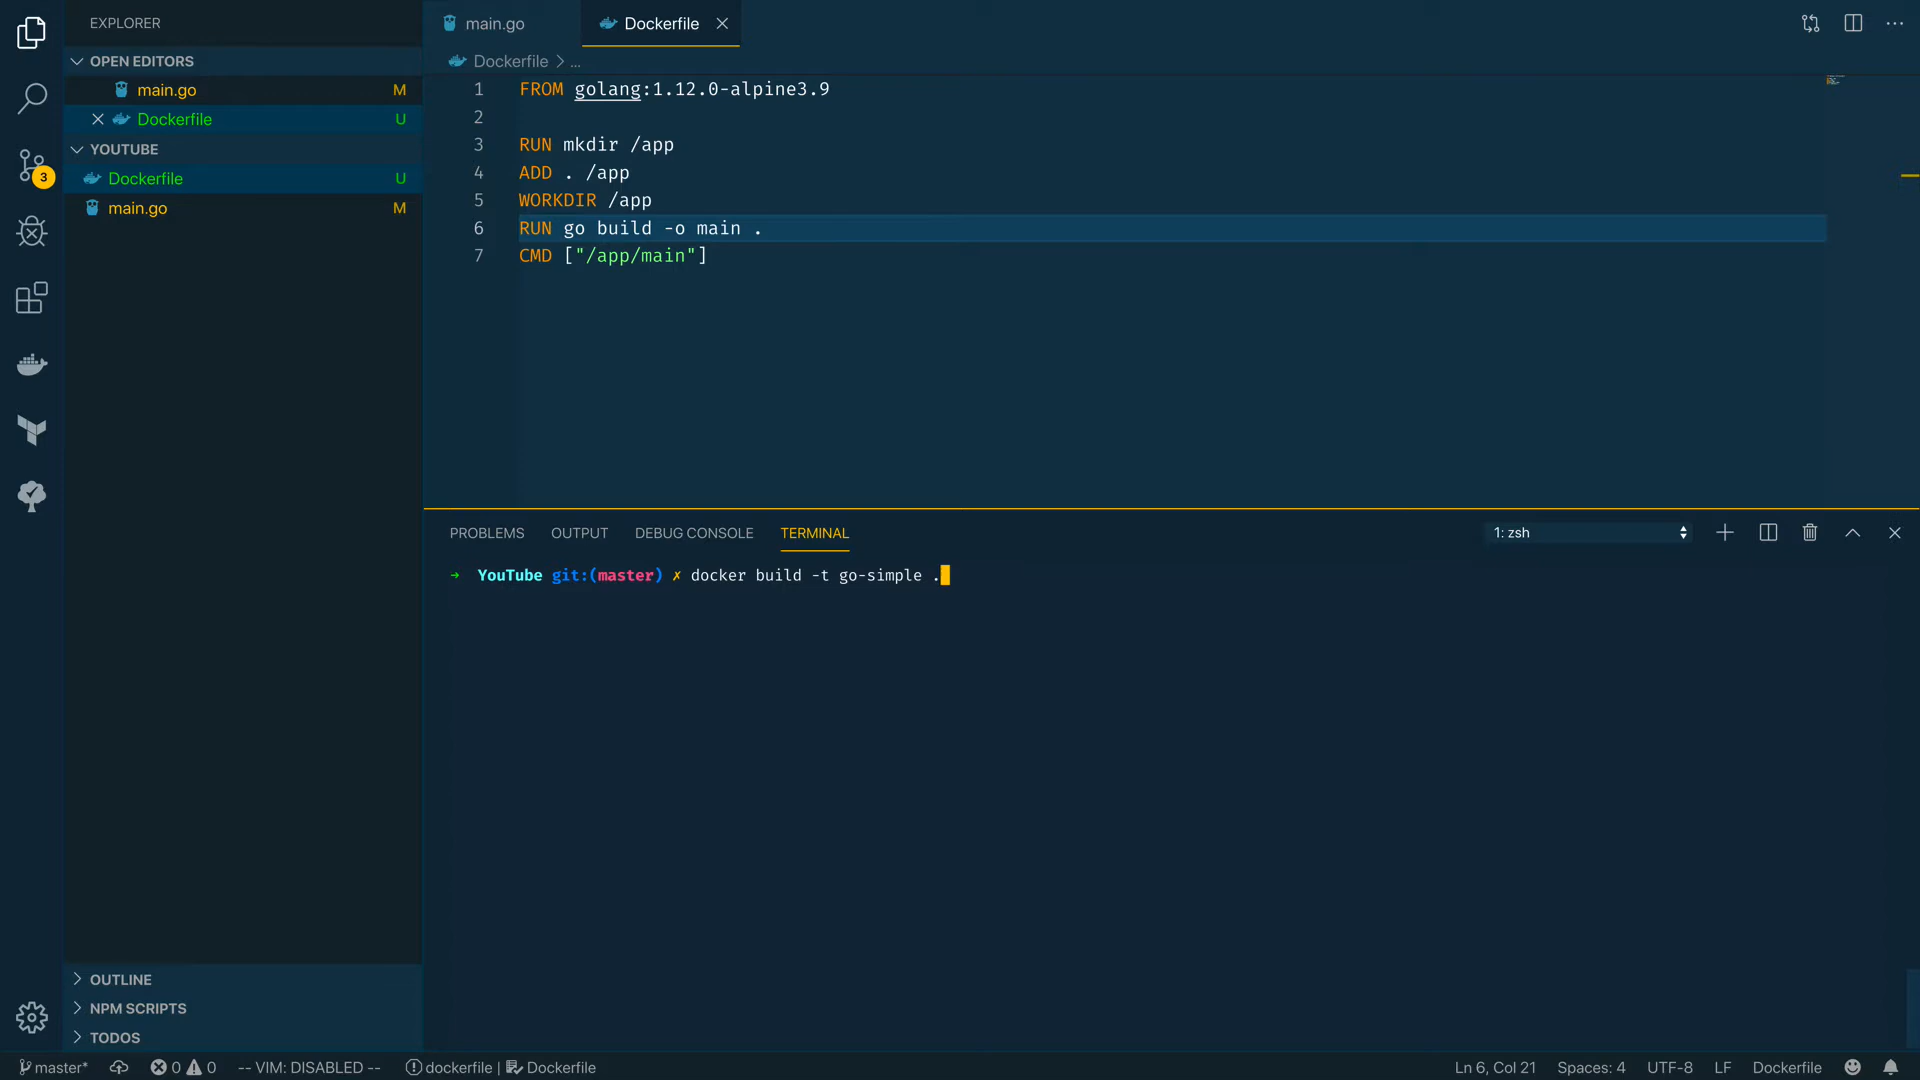 EXPLORER
OPEN EDITORS
main.go M
Dockerfile U
YOUTUBE
Dockerfile U
main.go M
3
OUTLINE
NPM SCRIPTS
TODOS
main.go
Dockerfile
Dockerfile > ...
1 FROM golang:1.12.0-alpine3.9
2
3 RUN mkdir /app
4 ADD . /app
5 WORKDIR /app
6 RUN go build -o main .
7 CMD ["/app/main"]
PROBLEMS OUTPUT DEBUG CONSOLE TERMINAL 1: zsh
→ YouTube git:(master) ✗ docker build -t go-simple .
master* 0 0 -- VIM: DISABLED -- dockerfile | Dockerfile Ln 6, Col 21 Spaces: 4 UTF-8 LF Dockerfile